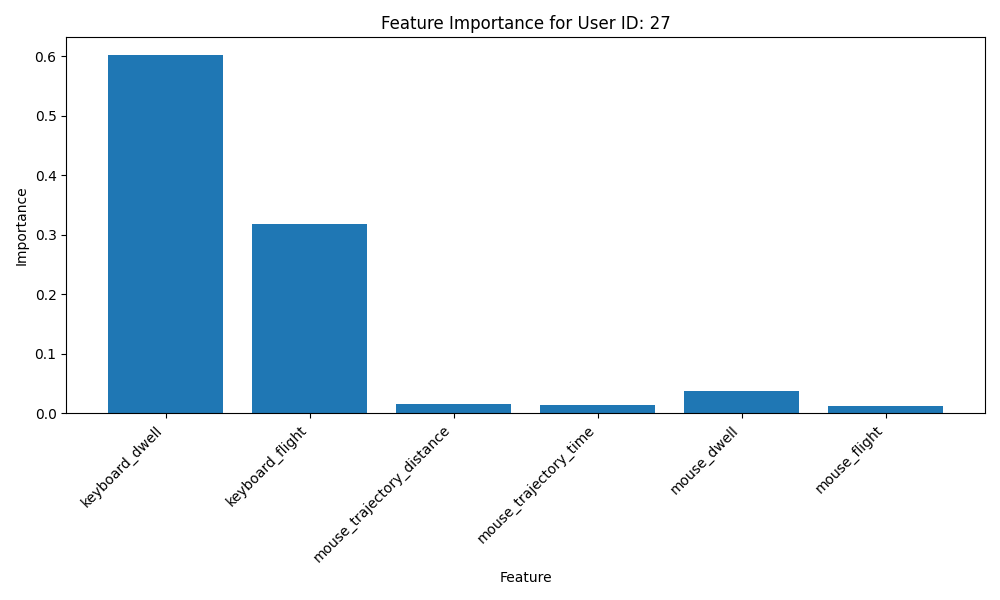 Feature Importance for User ID: 27
Importance
0.6
0.5
0.4
0.3
0.2
0.1
0.0
keyboard_dwell
keyboard_flight
mouse_trajectory_distance
mouse_trajectory_time
mouse_dwell
mouse_flight
Feature